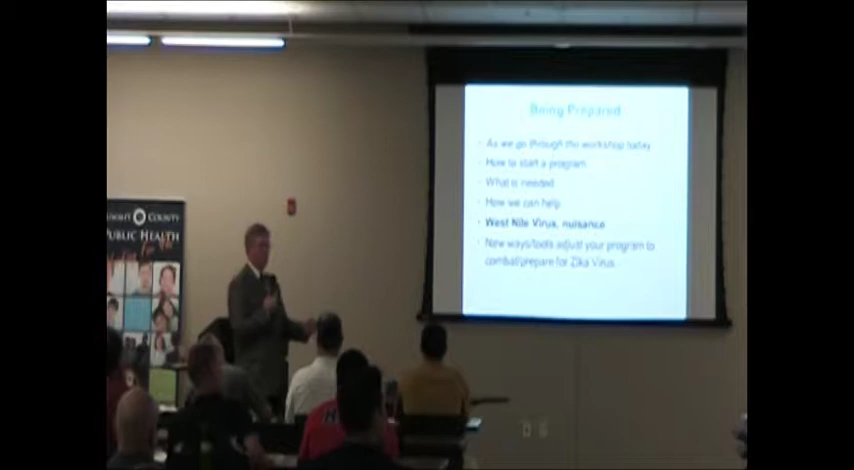 COUNTY
PUBLIC HEALTH
Being Prepared
As we go through the workshop today
How to start a program
What is needed
How we can help
West Nile Virus, nuisance
New ways/tools adjust your program to
combat/prepare for Zika Virus